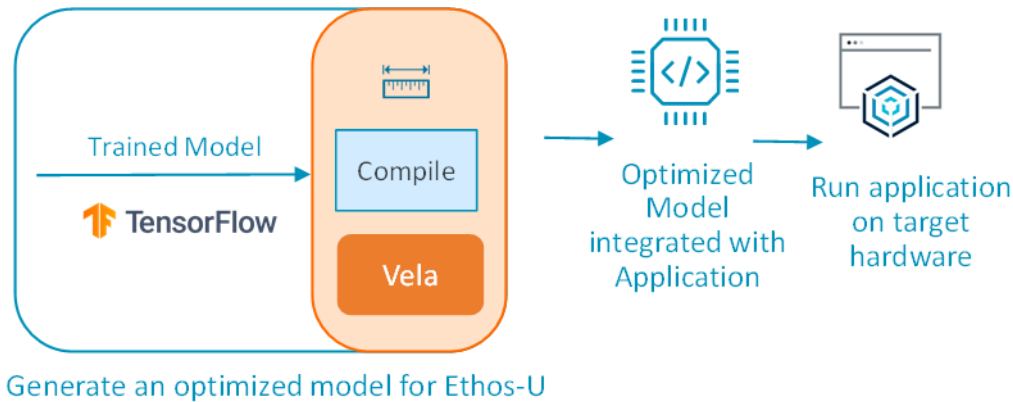 Trained Model
TensorFlow
Compile
Vela
</>
Optimized
Model
integrated with
Application
Run application
on target
hardware
Generate an optimized model for Ethos-U